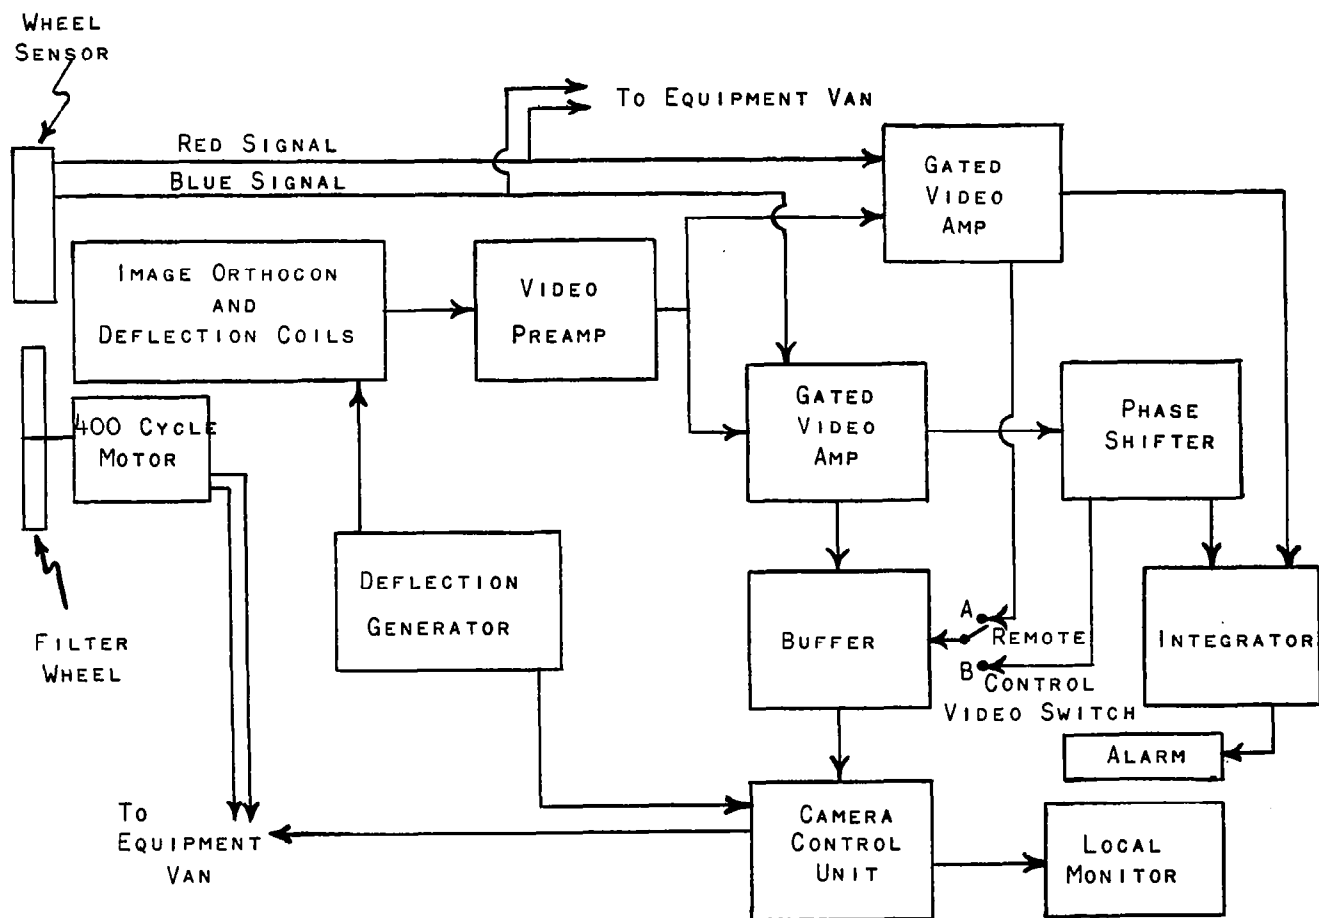 WHEEL
SENSOR
TO EQUIPMENT VAN
RED SIGNAL
BLUE SIGNAL
GATED
VIDEO
AMP
IMAGE ORTHOCON
AND
DEFLECTION COILS
VIDEO
PREAMP
GATED
VIDEO
AMP
PHASE
SHIFTER
400 CYCLE
MOTOR
DEFLECTION
GENERATOR
BUFFER
A
REMOTE
B
CONTROL
VIDEO SWITCH
INTEGRATOR
FILTER
WHEEL
ALARM
TO
EQUIPMENT
VAN
CAMERA
CONTROL
UNIT
LOCAL
MONITOR